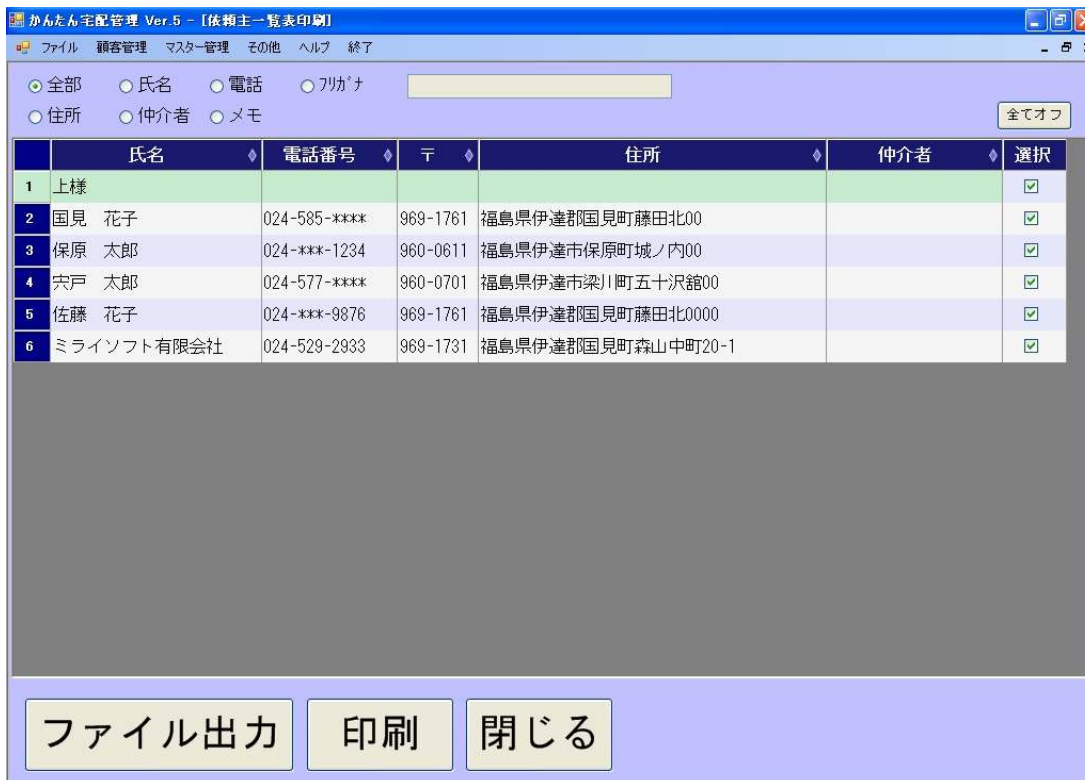 かんたん宅配管理 Ver.5 - [依頼主一覧表印刷]
ファイル 顧客管理 マスター管理 その他 ヘルプ 終了
全部 氏名 電話 ﾌﾘｶﾞﾅ
住所 仲介者 メモ 全てオフ
氏名 電話番号 〒 住所 仲介者 選択
1 上様
2 国見 花子 024-585-**** 969-1761 福島県伊達郡国見町藤田北00
3 保原 太郎 024-***-1234 960-0611 福島県伊達市保原町城ノ内00
4 宍戸 太郎 024-577-**** 960-0701 福島県伊達市梁川町五十沢舘00
5 佐藤 花子 024-***-9876 969-1761 福島県伊達郡国見町藤田北0000
6 ミライソフト有限会社 024-529-2933 969-1731 福島県伊達郡国見町森山中町20-1
ファイル出力 印刷 閉じる